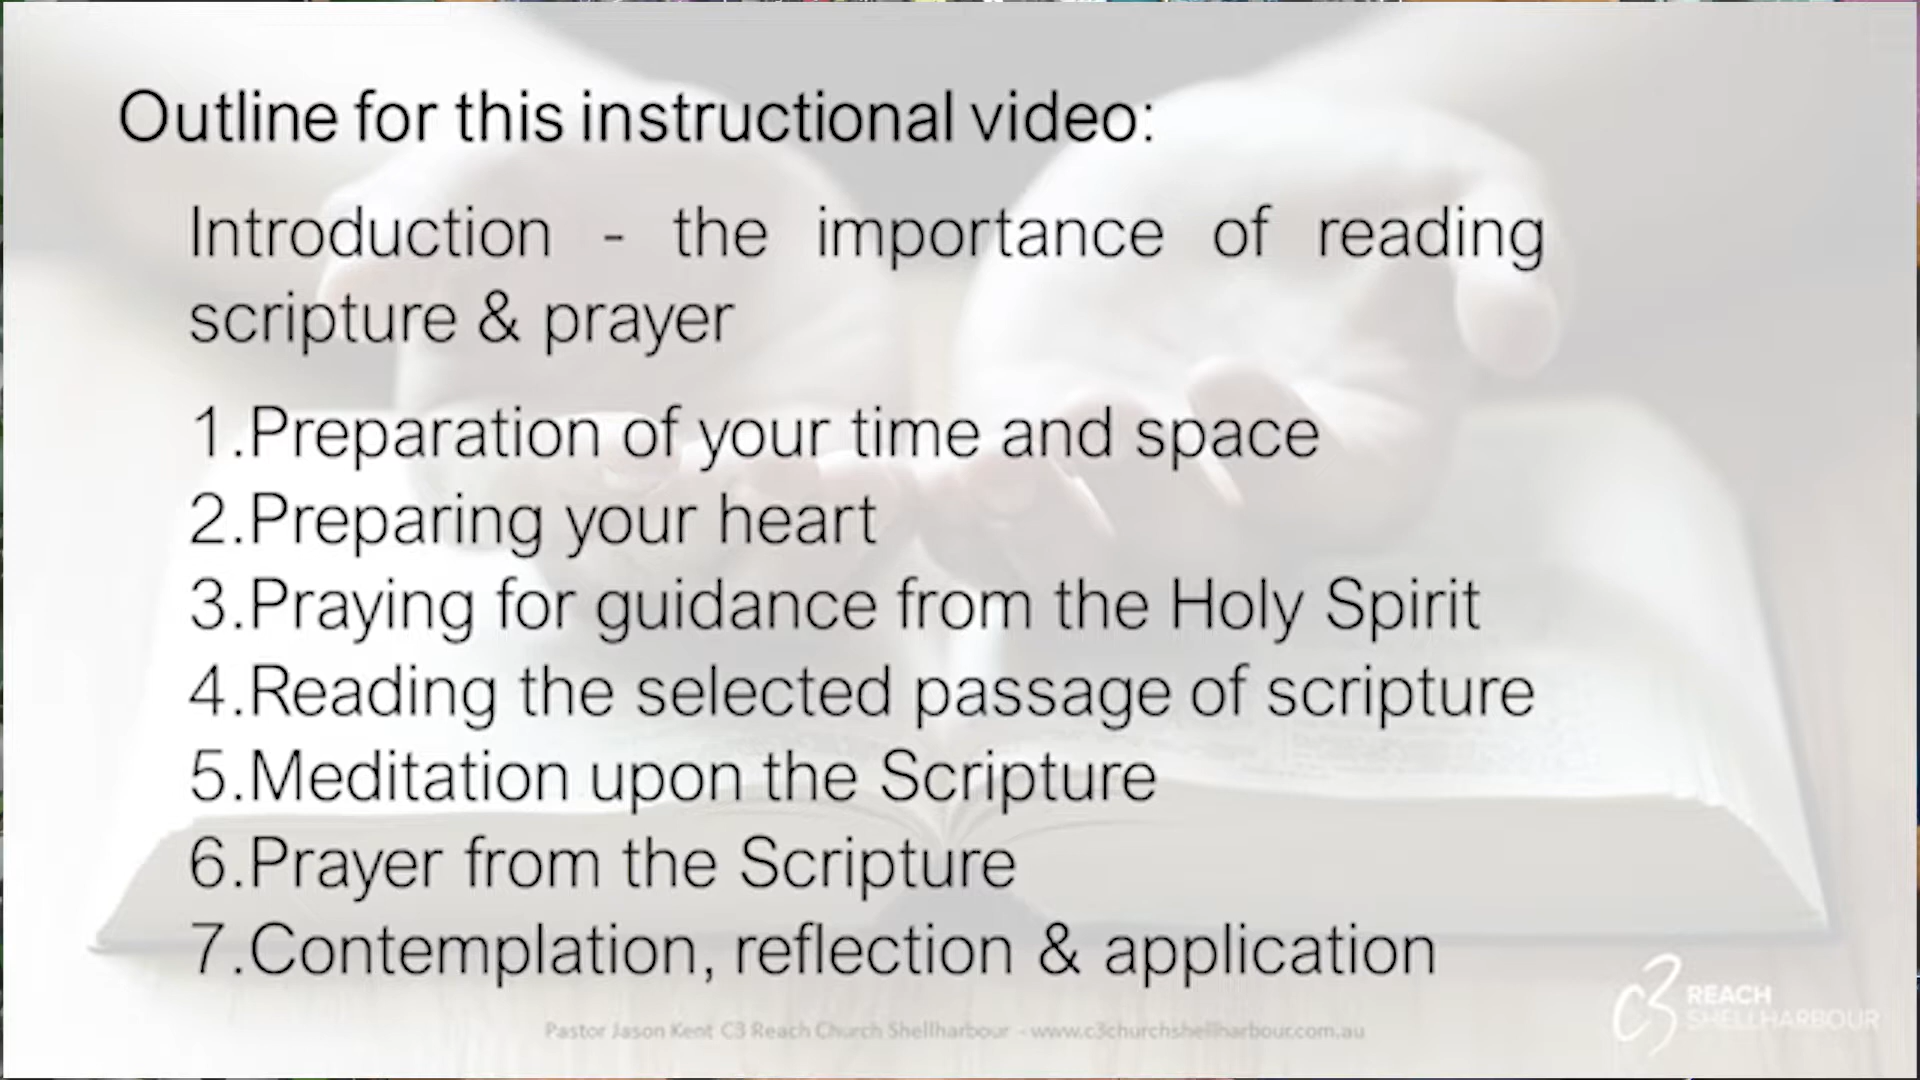 Outline for this instructional video:
Introduction - the importance of reading
scripture & prayer
1.Preparation of your time and space
2.Preparing your heart
3.Praying for guidance from the Holy Spirit
4.Reading the selected passage of scripture
5.Meditation upon the Scripture
6.Prayer from the Scripture
7.Contemplation, reflection & application
C3 REACH
SHELLHARBOUR
Pastor Jason Kent C3 Reach Church Shellharbour - www.c3churchshellharbour.com.au